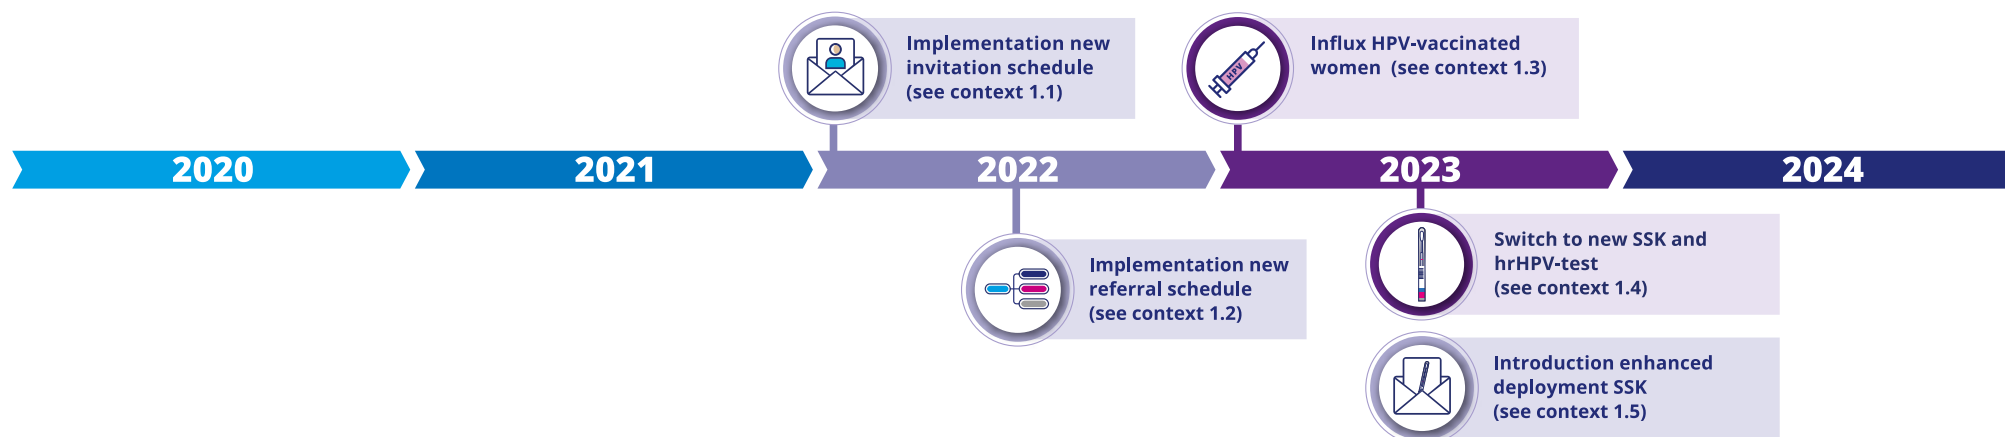 Implementation new
invitation schedule
(see context 1.1)
Influx HPV-vaccinated
women (see context 1.3)
HPV
2020
2021
2022
2023
2024
Implementation new
referral schedule
(see context 1.2)
Switch to new SSK and
hrHPV-test
(see context 1.4)
Introduction enhanced
deployment SSK
(see context 1.5)